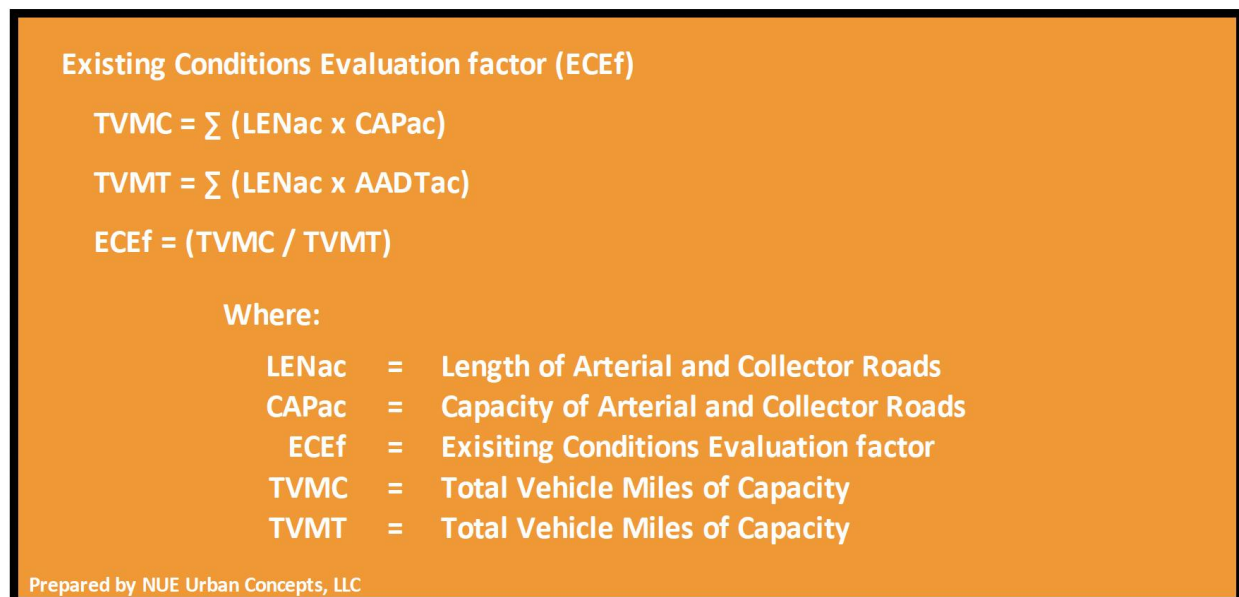 Existing Conditions Evaluation factor (ECEf)
TVMC = ∑ (LENac x CAPac)
TVMT = ∑ (LENac x AADTac)
ECEf = (TVMC / TVMT)
Where:
LENac = Length of Arterial and Collector Roads
CAPac = Capacity of Arterial and Collector Roads
ECEf = Exisiting Conditions Evaluation factor
TVMC = Total Vehicle Miles of Capacity
TVMT = Total Vehicle Miles of Capacity
Prepared by NUE Urban Concepts, LLC